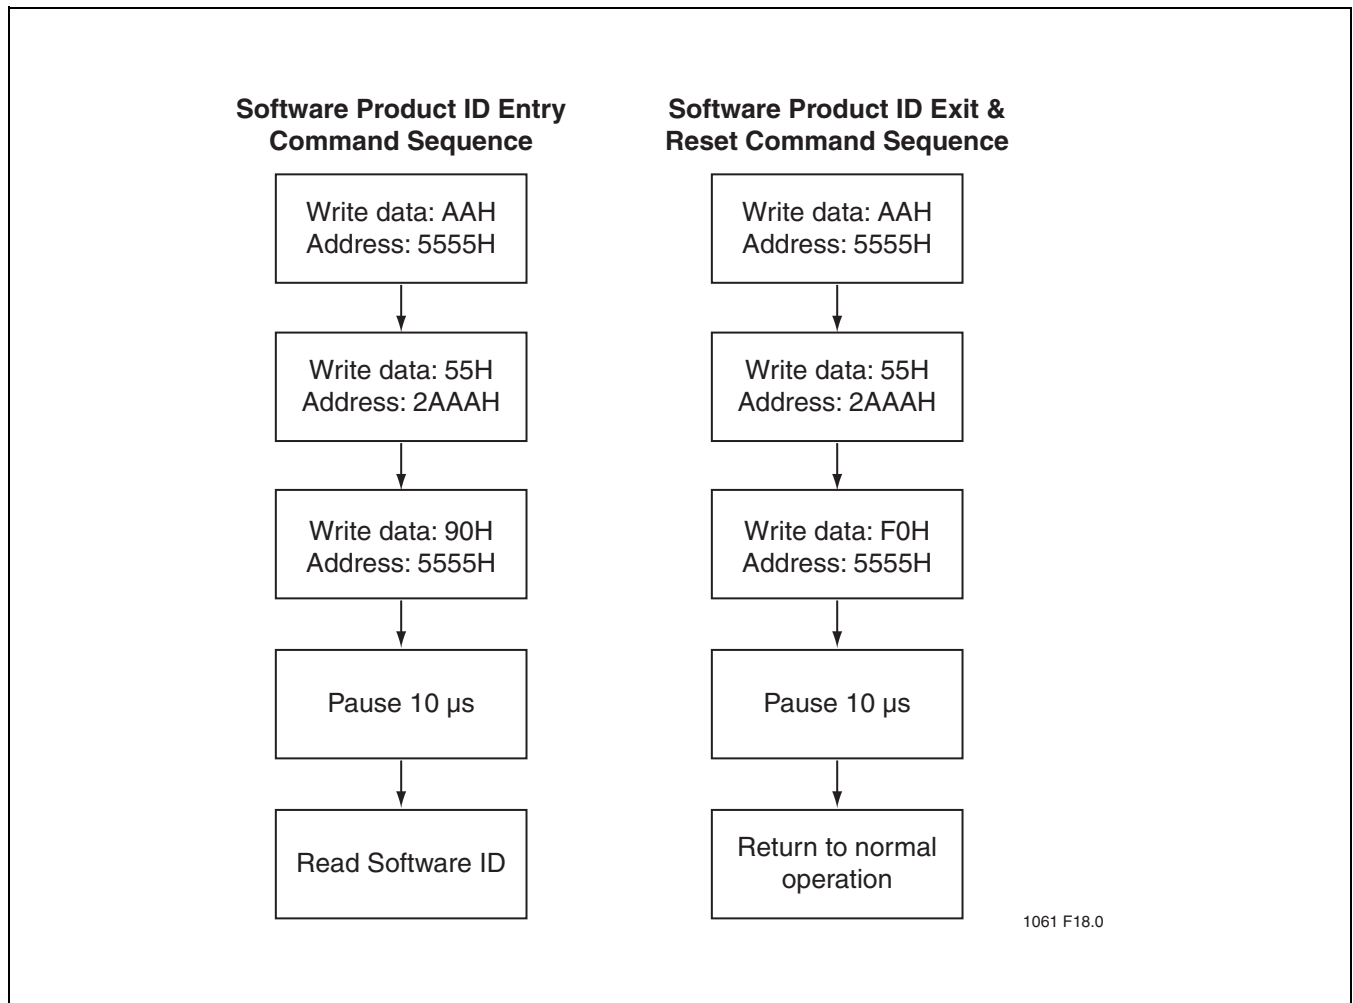 Software Product ID Entry
Command Sequence
Write data: AAH
Address: 5555H
Write data: 55H
Address: 2AAAH
Write data: 90H
Address: 5555H
Pause 10 µs
Read Software ID
Software Product ID Exit &
Reset Command Sequence
Write data: AAH
Address: 5555H
Write data: 55H
Address: 2AAAH
Write data: F0H
Address: 5555H
Pause 10 µs
Return to normal
operation
1061 F18.0